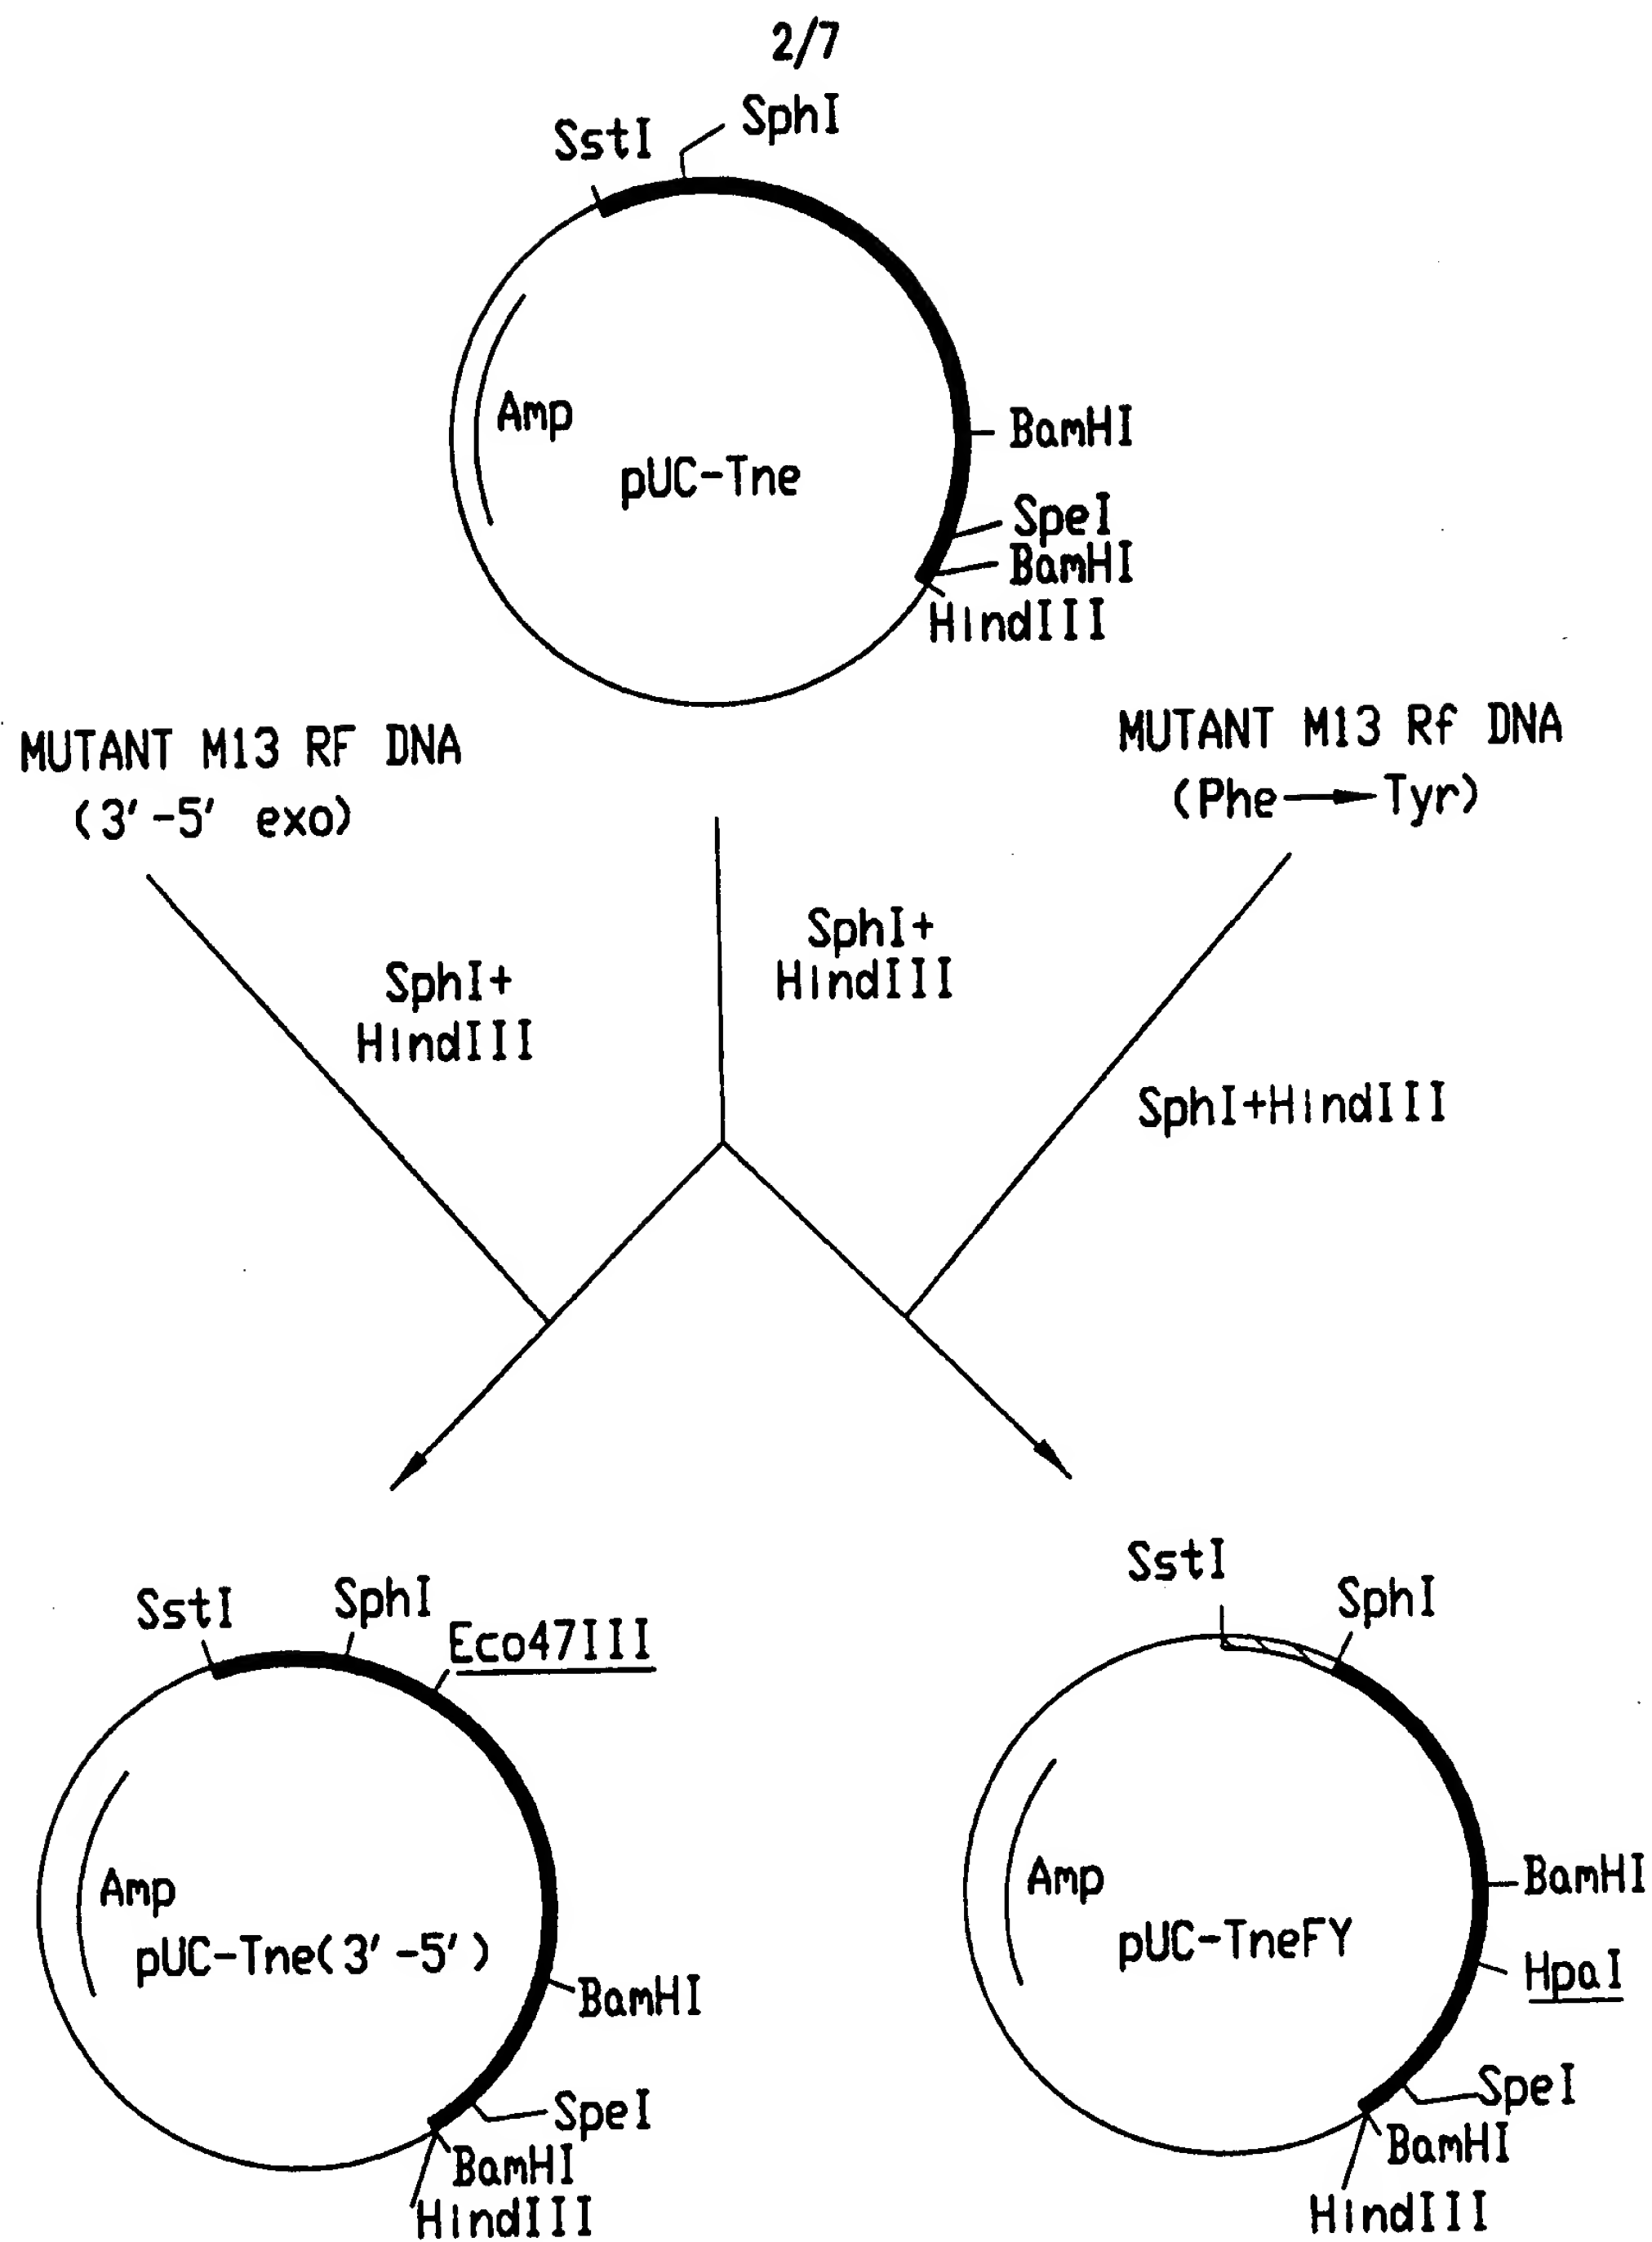 2/7
SstI
SphI
Amp
pUC-Tne
BamHI
SpeI
BamHI
HindIII
MUTANT M13 RF DNA
(3'-5' exo)
MUTANT M13 Rf DNA
(Phe→Tyr)
SphI+
HindIII
SphI+
HindIII
SphI+HindIII
SstI
SphI
Eco47III
Amp
pUC-Tne(3'-5')
BamHI
SpeI
BamHI
HindIII
SstI
SphI
Amp
pUC-TneFY
BamHI
HpaI
SpeI
BamHI
HindIII